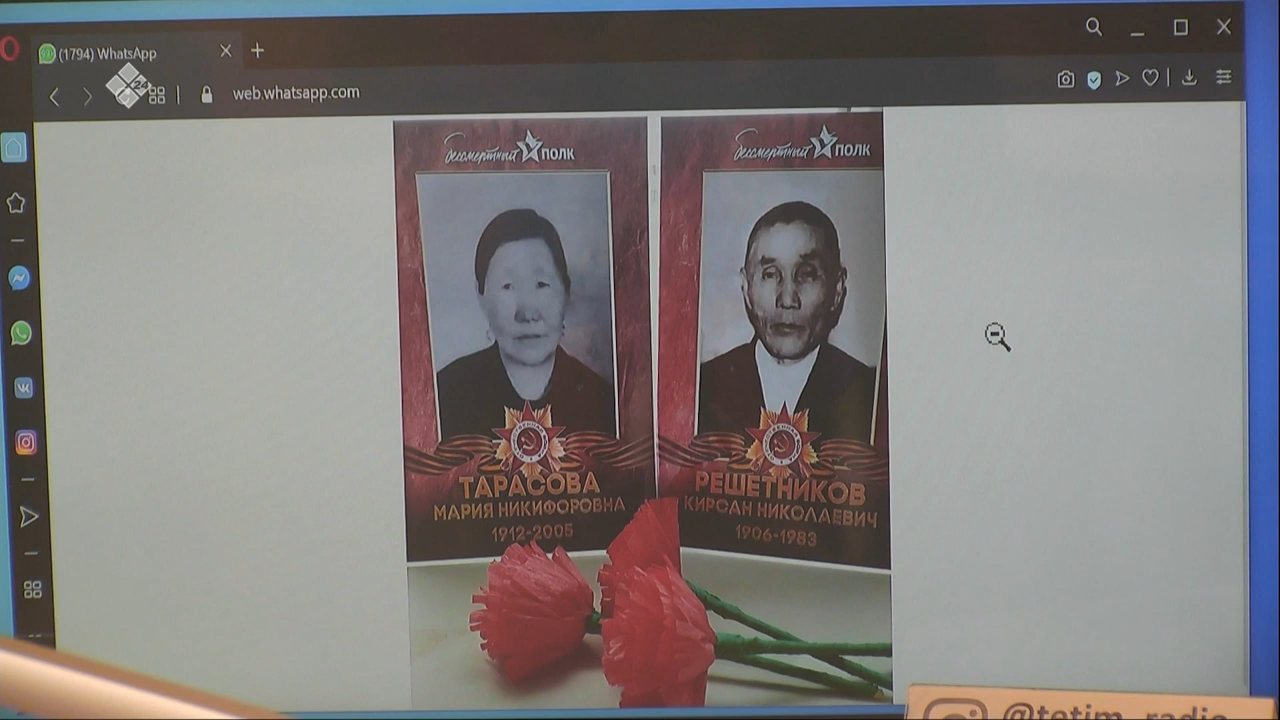 (1794) WhatsApp
web.whatsapp.com
бессмертный ПОЛК
ТАРАСОВА
МАРИЯ НИКИФОРОВНА
1912-2005
бессмертный ПОЛК
РЕШЕТНИКОВ
КИРСАН НИКОЛАЕВИЧ
1906-1983
@tetim_radio